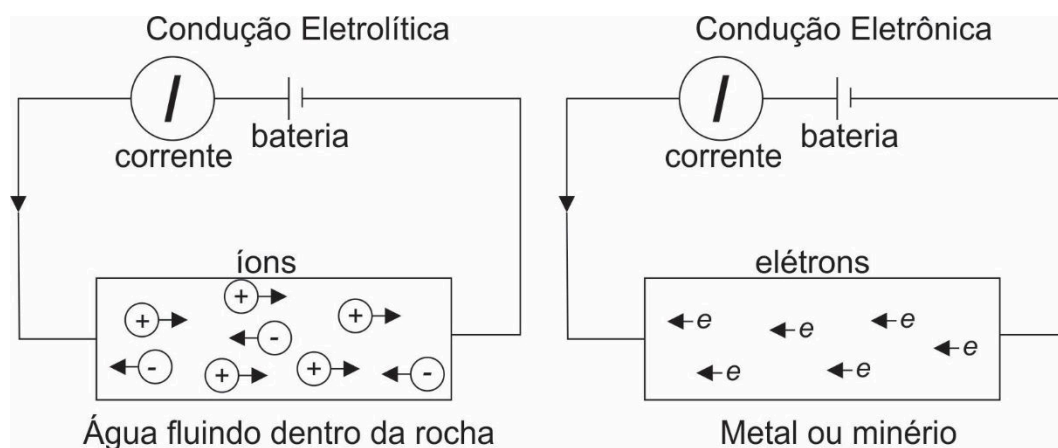 Condução Eletrolítica
I
bateria
corrente
íons
+
+
+
-
-
+
+
-
Água fluindo dentro da rocha
Condução Eletrônica
I
bateria
corrente
elétrons
e
e
e
e
e
e
Metal ou minério